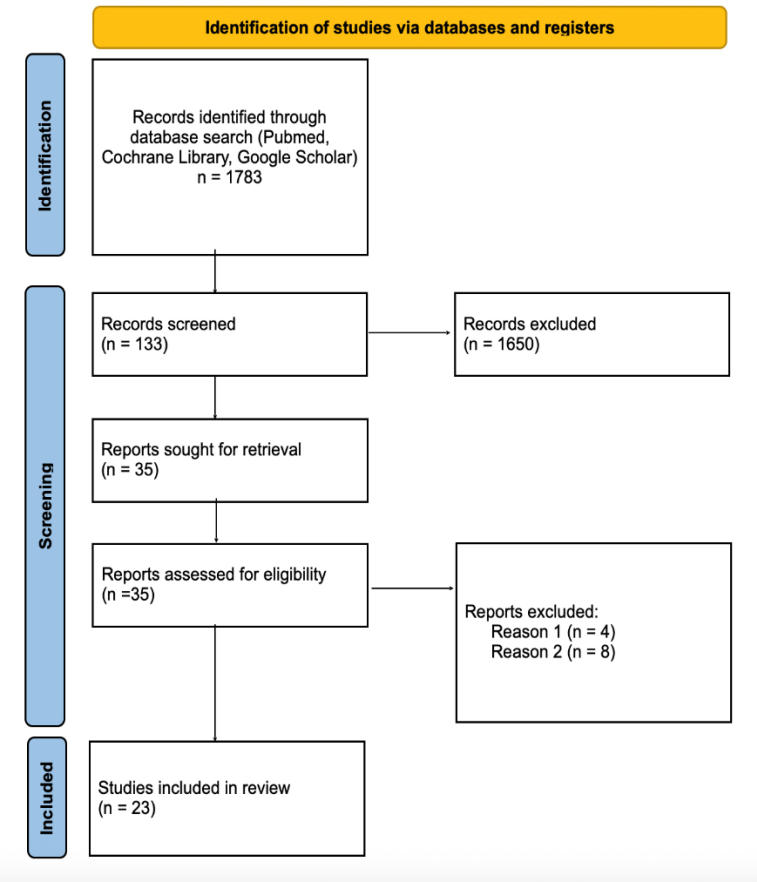 Identification of studies via databases and registers
Identification
Records identified through
database search (Pubmed,
Cochrane Library, Google Scholar)
n = 1783
Screening
Records screened
(n = 133)
Records excluded
(n = 1650)
Reports sought for retrieval
(n = 35)
Reports assessed for eligibility
(n =35)
Reports excluded:
Reason 1 (n = 4)
Reason 2 (n = 8)
Included
Studies included in review
(n = 23)